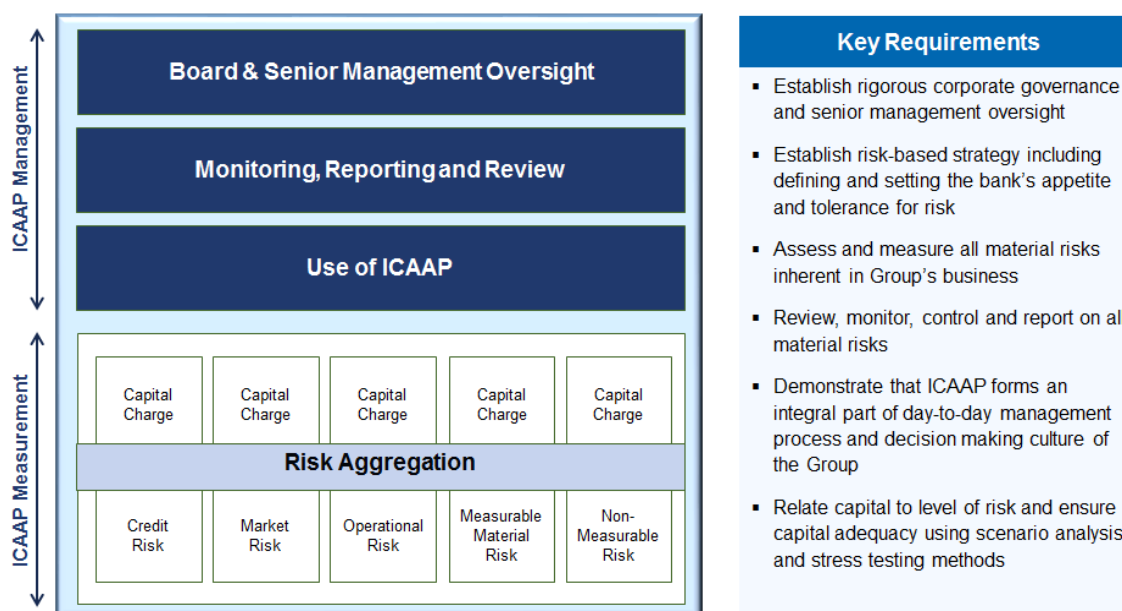 ICAAP Management
Board & Senior Management Oversight
Monitoring, Reporting and Review
Use of ICAAP
ICAAP Measurement
Capital
Charge
Capital
Charge
Capital
Charge
Capital
Charge
Capital
Charge
Risk Aggregation
Credit
Risk
Market
Risk
Operational
Risk
Measurable
Material
Risk
Non-
Measurable
Risk
Key Requirements
▪ Establish rigorous corporate governance
and senior management oversight
▪ Establish risk-based strategy including
defining and setting the bank's appetite
and tolerance for risk
▪ Assess and measure all material risks
inherent in Group's business
▪ Review, monitor, control and report on al
material risks
▪ Demonstrate that ICAAP forms an
integral part of day-to-day management
process and decision making culture of
the Group
▪ Relate capital to level of risk and ensure
capital adequacy using scenario analysis
and stress testing methods